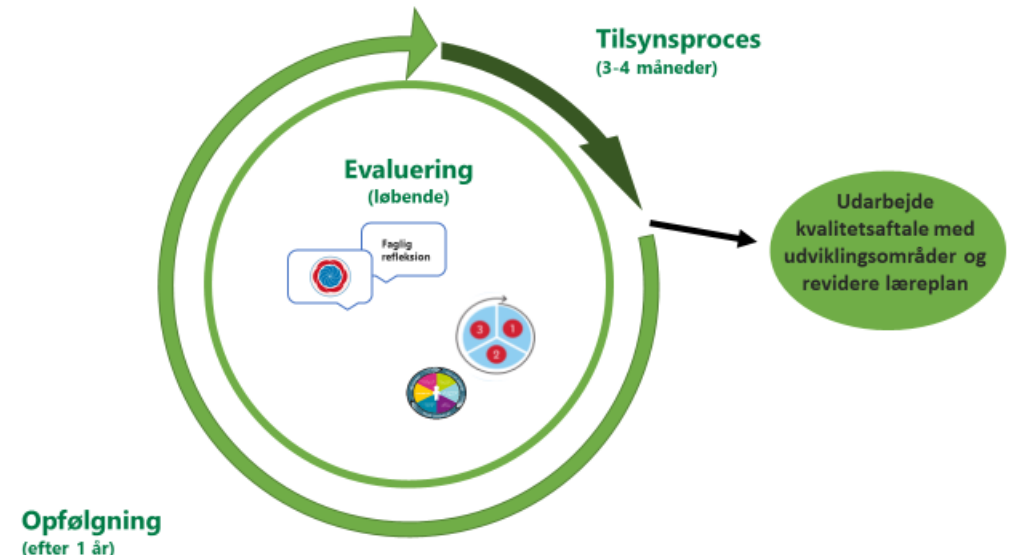 Tilsynsproces
(3-4 måneder)
Evaluering
(løbende)
Faglig
refleksion
3
1
2
Udarbejde
kvalitetsaftale med
udviklingsområder og
revidere læreplan
Opfølgning
(efter 1 år)